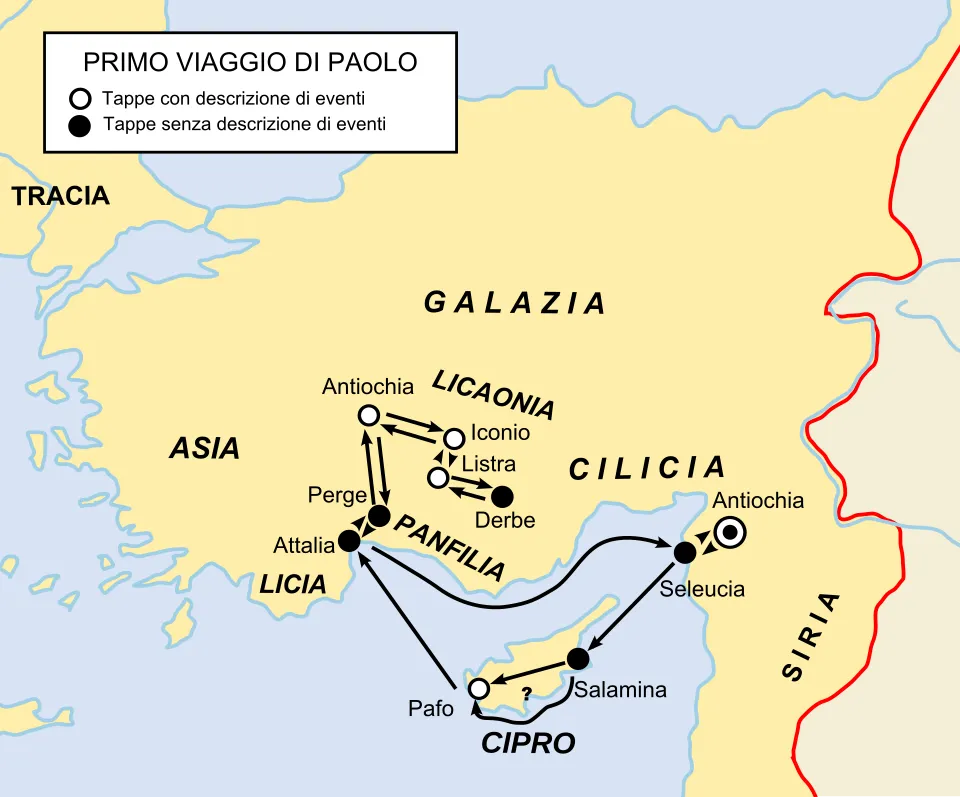 PRIMO VIAGGIO DI PAOLO
Tappe con descrizione di eventi
Tappe senza descrizione di eventi
TRACIA
GALAZIA
LICAONIA
Antiochia
Iconio
ASIA
Listra
CILICIA
Perge
Antiochia
Derbe
PANFILIA
Attalia
LICIA
Seleucia
SIRIA
Salamina
?
Pafo
CIPRO